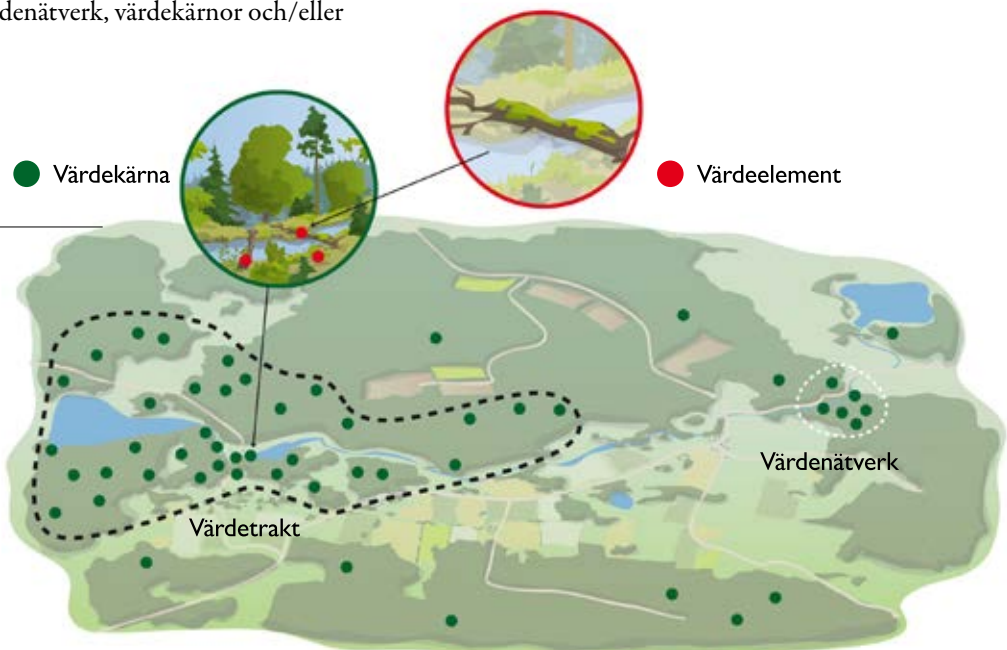 denätverk, värdekärnor och/eller
Värdekärna
Värdeelement
Värdenätverk
Värdetrakt